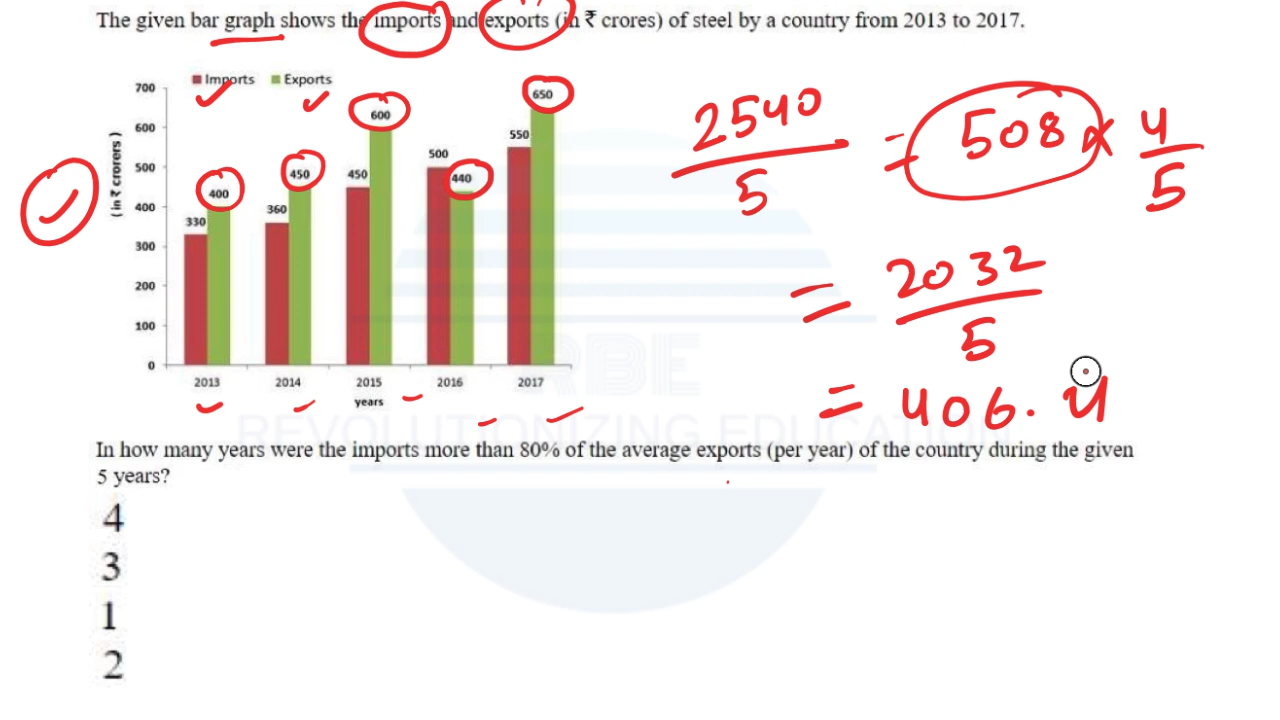 The given bar graph shows the imports and exports (in ₹ crores) of steel by a country from 2013 to 2017.
Imports Exports
700
600
500
400
300
200
100
0
( in ₹ crorers )
330 400
360 450
450 600
500 440
550 650
2013 2014 2015 2016 2017
years
2540/5 = 508 × 4/5
= 2032/5
= 406.4
RBE
REVOLUTIONIZING EDUCATION
In how many years were the imports more than 80% of the average exports (per year) of the country during the given
5 years?
4
3
1
2